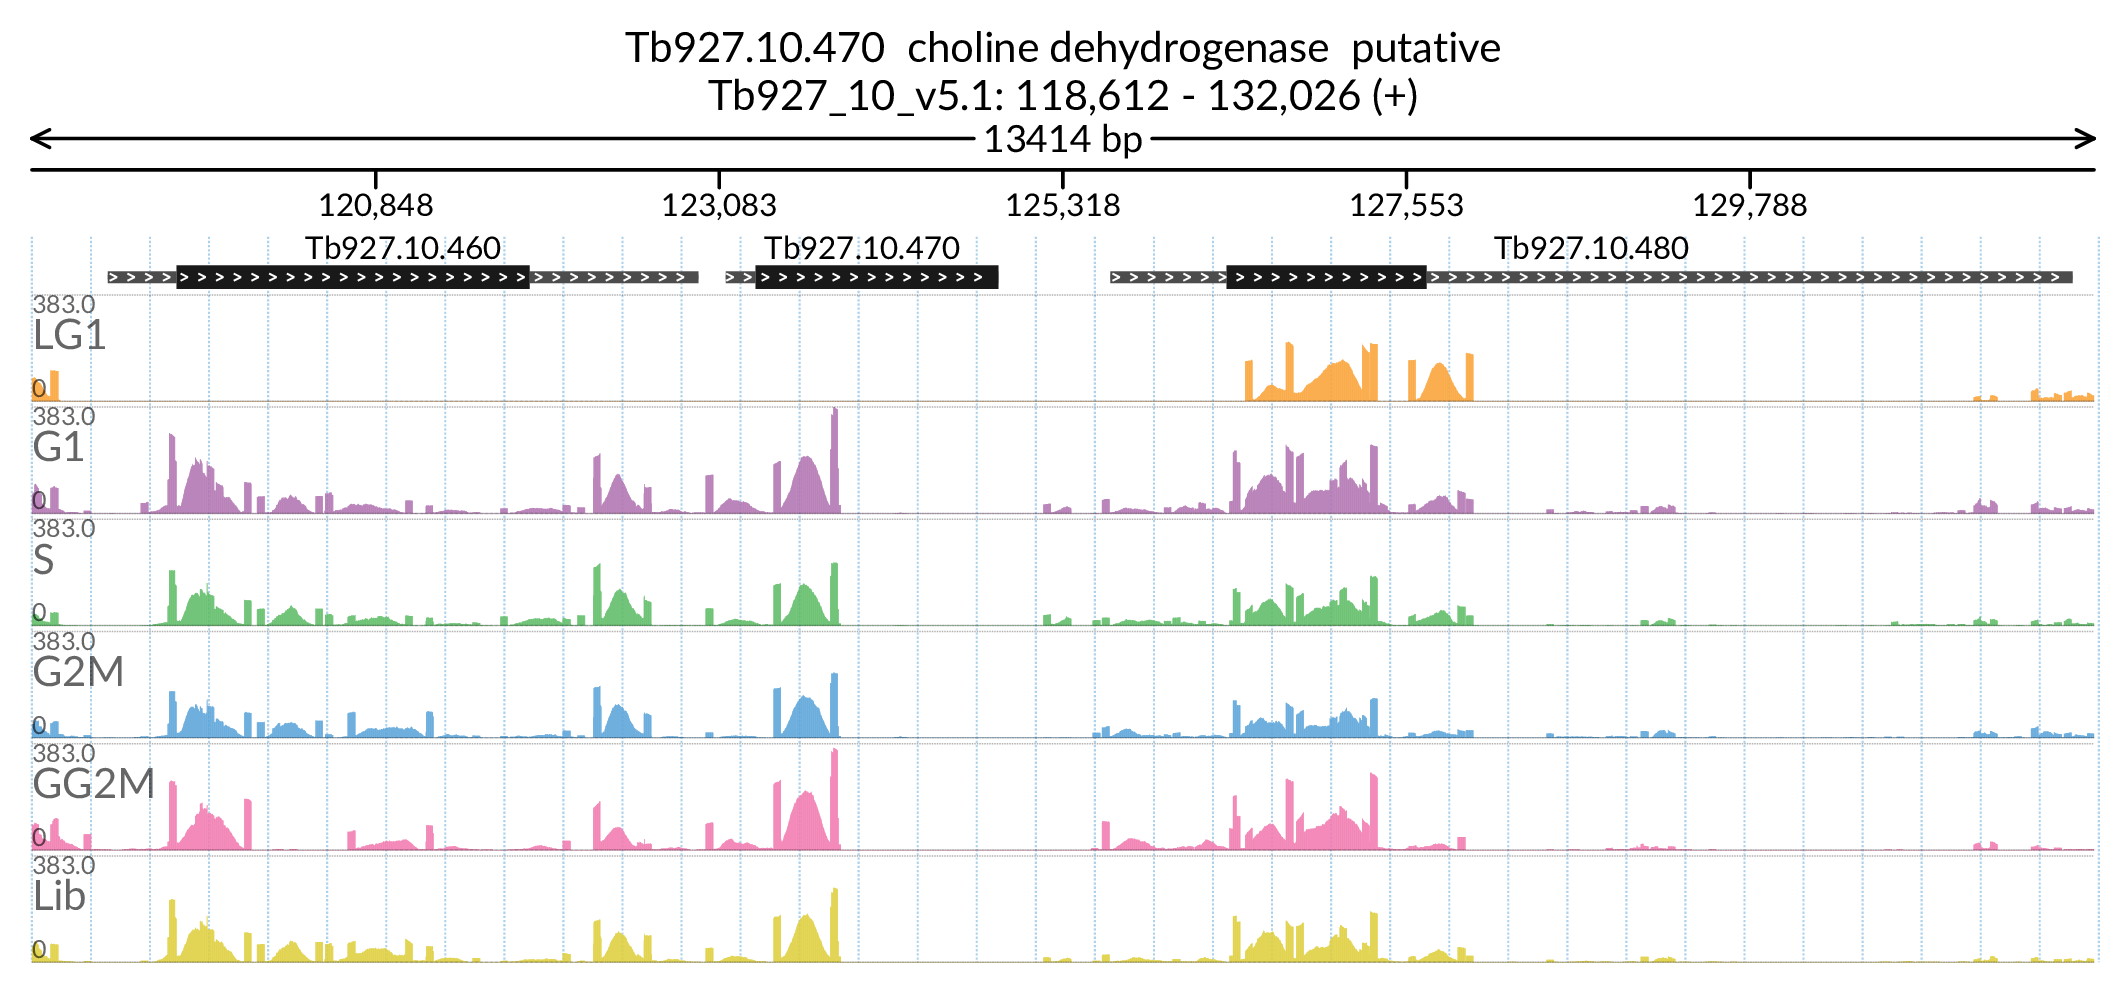 Tb927.10.470 choline dehydrogenase putative
Tb927_10_v5.1: 118,612 - 132,026 (+)
13414 bp
120,848 123,083 125,318 127,553 129,788
Tb927.10.460 Tb927.10.470 Tb927.10.480
383.0
LG1
0
383.0
G1
0
383.0
S
0
383.0
G2M
0
383.0
GG2M
0
383.0
Lib
0